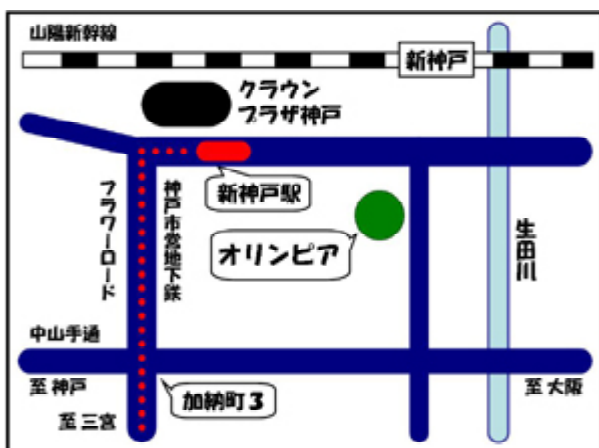 山陽新幹線
新神戸
クラウン
プラザ神戸
新神戸駅
フラワーロード
神戸市営地下鉄
オリンピア
生田川
中山手通
至 神戸
加納町3
至 大阪
至 三宮